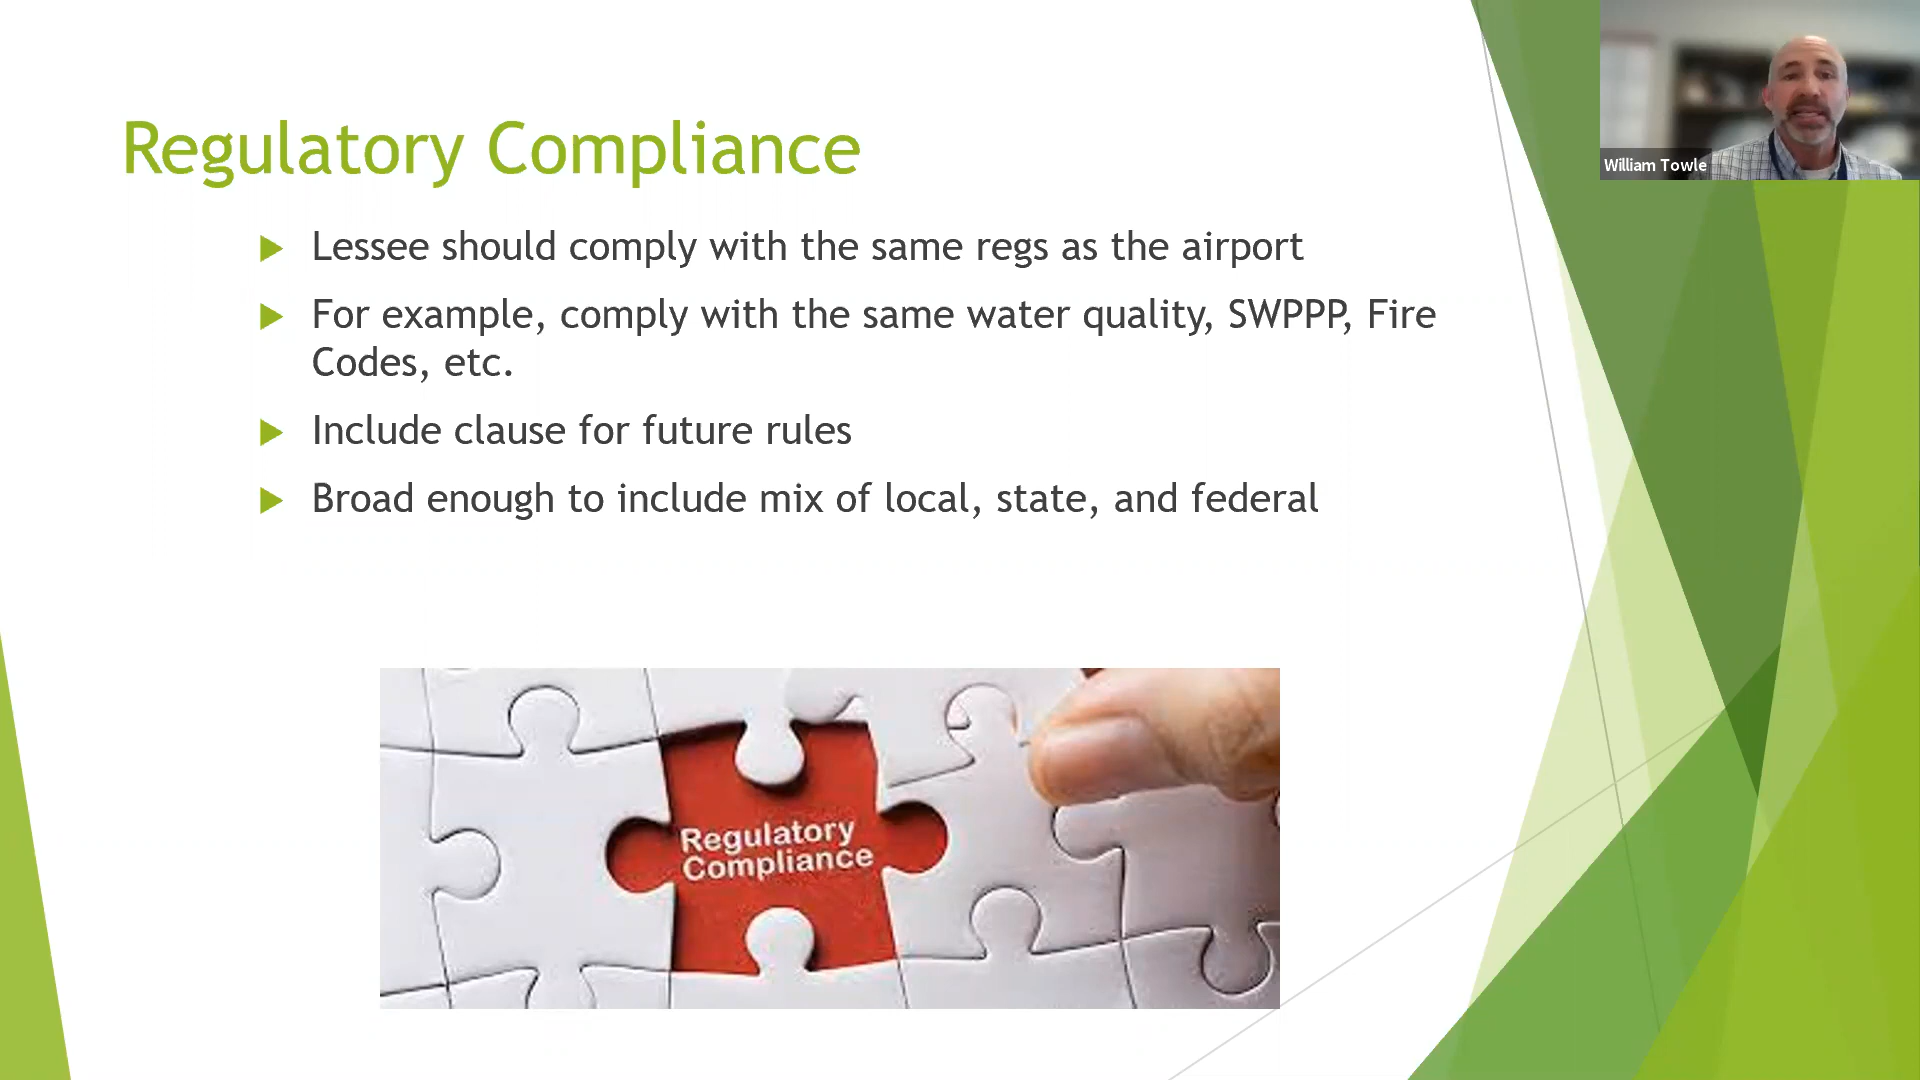 Regulatory Compliance
Lessee should comply with the same regs as the airport
For example, comply with the same water quality, SWPPP, Fire
Codes, etc.
Include clause for future rules
Broad enough to include mix of local, state, and federal
Regulatory
Compliance
William Towle